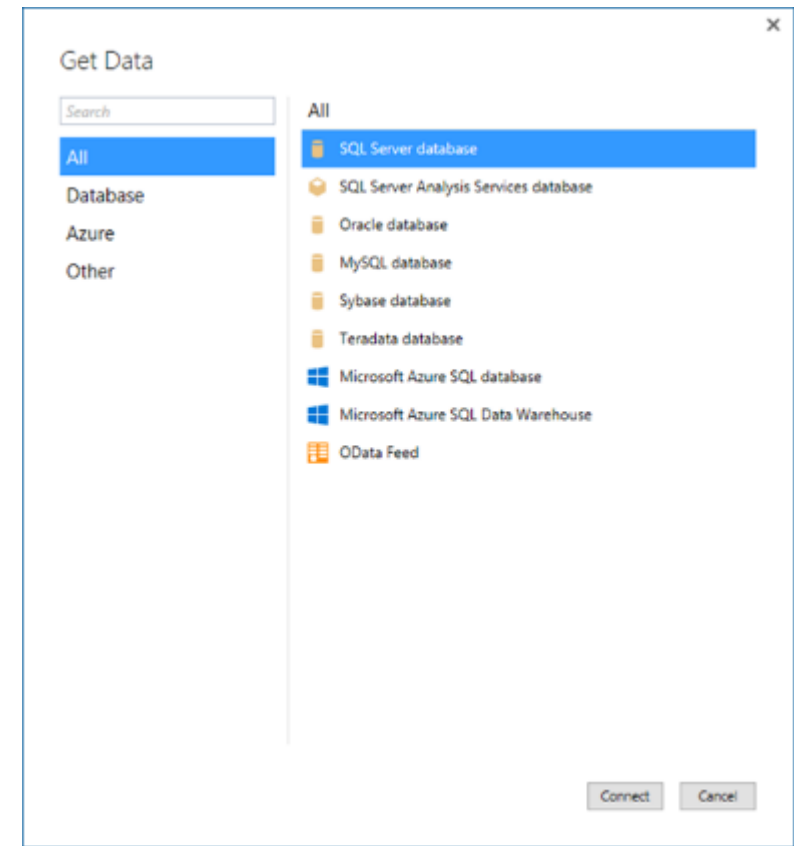 Get Data
Search
All
Database
Azure
Other
All
SQL Server database
SQL Server Analysis Services database
Oracle database
MySQL database
Sybase database
Teradata database
Microsoft Azure SQL database
Microsoft Azure SQL Data Warehouse
OData Feed
Connect
Cancel